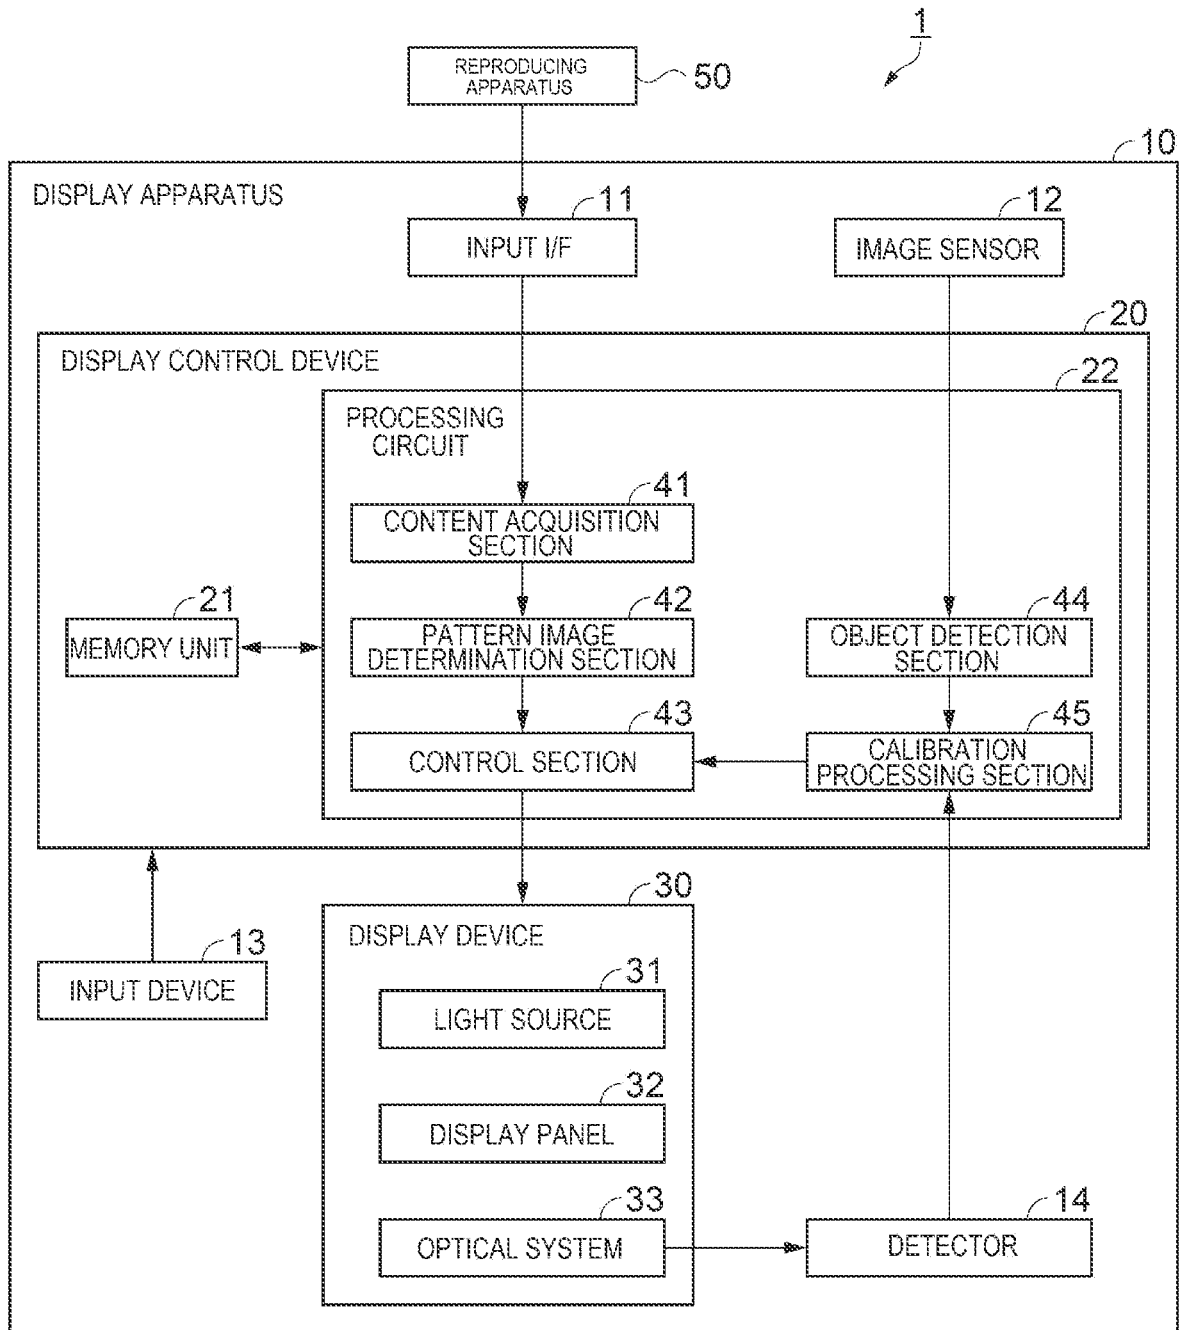 1
REPRODUCING
APPARATUS
50
10
DISPLAY APPARATUS
11
INPUT I/F
12
IMAGE SENSOR
20
DISPLAY CONTROL DEVICE
22
PROCESSING
CIRCUIT
41
CONTENT ACQUISITION
SECTION
21
MEMORY UNIT
42
PATTERN IMAGE
DETERMINATION SECTION
44
OBJECT DETECTION
SECTION
43
CONTROL SECTION
45
CALIBRATION
PROCESSING SECTION
13
INPUT DEVICE
30
DISPLAY DEVICE
31
LIGHT SOURCE
32
DISPLAY PANEL
33
OPTICAL SYSTEM
14
DETECTOR